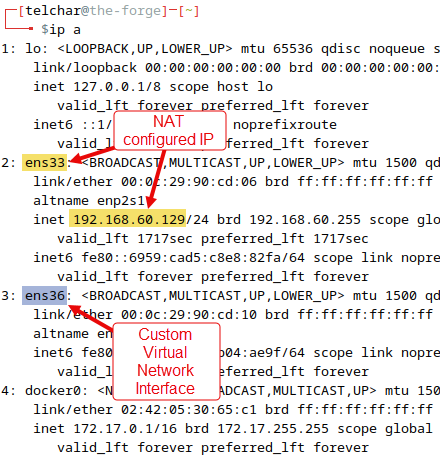 [telchar@the-forge]-[~]
$ip a
1: lo: <LOOPBACK,UP,LOWER_UP> mtu 65536 qdisc noqueue s
link/loopback 00:00:00:00:00:00 brd 00:00:00:00:00:
inet 127.0.0.1/8 scope host lo
valid_lft forever preferred_lft forever
inet6 ::1/ noprefixroute
valid_lft forever preferred_lft forever
NAT
configured IP
2: ens33: <BROADCAST,MULTICAST,UP,LOWER_UP> mtu 1500 qd
link/ether 00:0c:29:90:cd:06 brd ff:ff:ff:ff:ff:ff
altname enp2s1
inet 192.168.60.129/24 brd 192.168.60.255 scope glo
valid_lft 1717sec preferred_lft 1717sec
inet6 fe80::6959:cad5:c8e8:82fa/64 scope link nopre
valid_lft forever preferred_lft forever
3: ens36: <BROADCAST,MULTICAST,UP,LOWER_UP> mtu 1500 qd
link/ether 00:0c:29:90:cd:10 brd ff:ff:ff:ff:ff:ff
altname en
inet6 fe80 b04:ae9f/64 scope link nopre
valid_lft forever preferred_lft forever
Custom
Virtual
Network
Interface
4: docker0: <N ADCAST,MULTICAST,UP> mtu 150
link/ether 02:42:05:30:65:c1 brd ff:ff:ff:ff:ff:ff
inet 172.17.0.1/16 brd 172.17.255.255 scope global
valid_lft forever preferred_lft forever